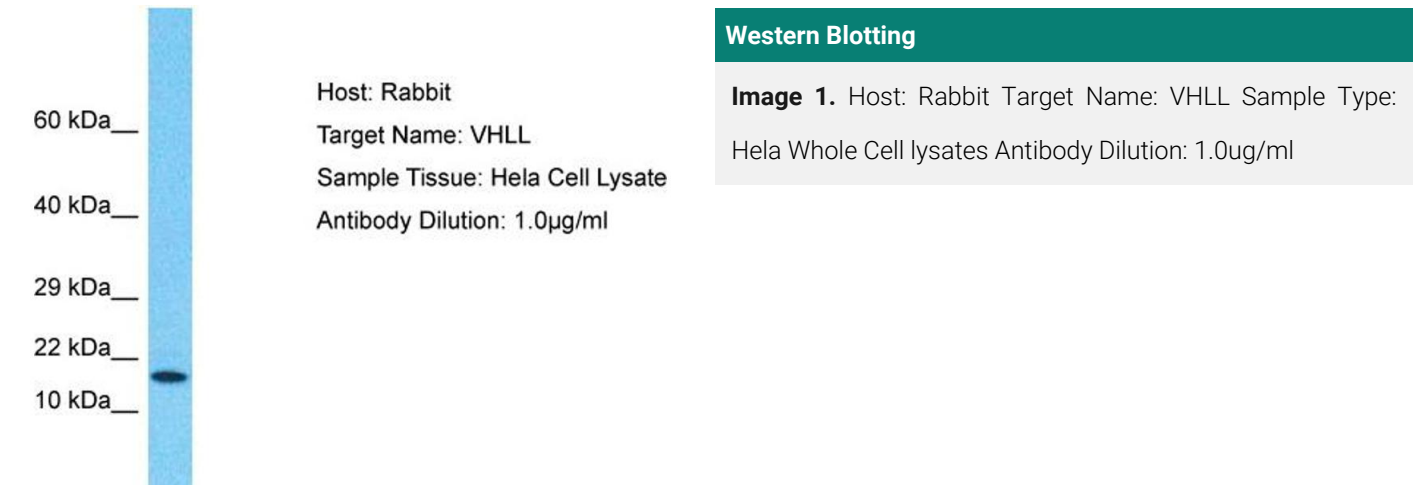 60 kDa__
40 kDa__
29 kDa__
22 kDa__
10 kDa__
Host: Rabbit
Target Name: VHLL
Sample Tissue: Hela Cell Lysate
Antibody Dilution: 1.0µg/ml
Western Blotting
Image 1. Host: Rabbit Target Name: VHLL Sample Type:
Hela Whole Cell lysates Antibody Dilution: 1.0ug/ml